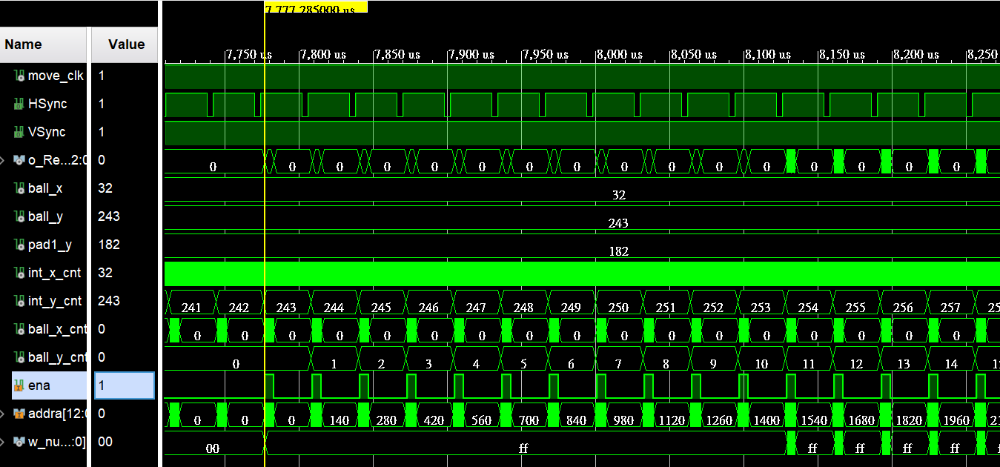 7,777.285000 us
Name Value
7,750 us 7,800 us 7,850 us 7,900 us 7,950 us 8,000 us 8,050 us 8,100 us 8,150 us 8,200 us 8,250
move_clk 1
HSync 1
VSync 1
o_Re...2:0 0 0 0 0 0 0 0 0 0 0 0 0 0 0 0 0 0
ball_x 32 32
ball_y 243 243
pad1_y 182 182
int_x_cnt 32
int_y_cnt 243 241 242 243 244 245 246 247 248 249 250 251 252 253 254 255 256 257 25
ball_x_cnt 0 0 0 0 0 0 0 0 0 0 0 0 0 0 0 0 0 0
ball_y_cnt 0 0 1 2 3 4 5 6 7 8 9 10 11 12 13 14 1
ena 1
addra[12:0 0 0 0 0 140 280 420 560 700 840 980 1120 1260 1400 1540 1680 1820 1960 21
w_nu...:0] 00 00 ff ff ff ff ff f